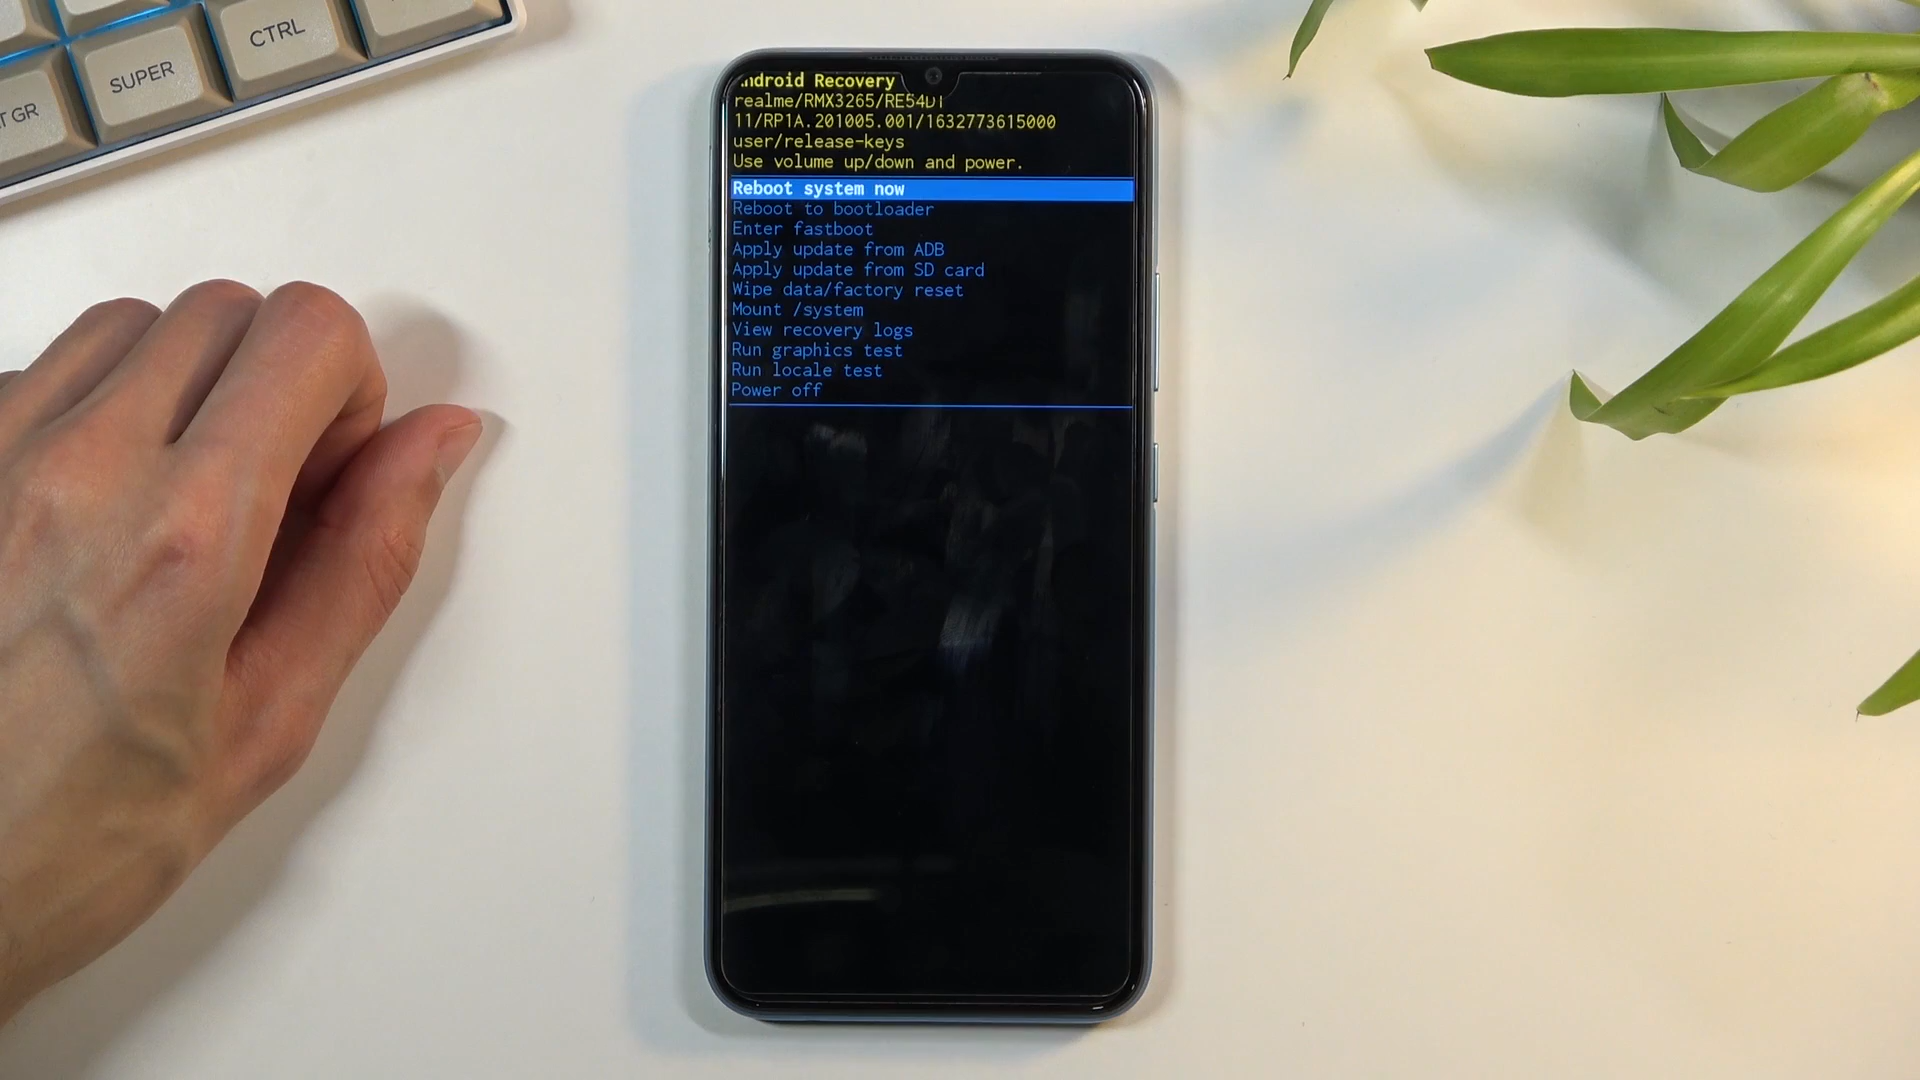 CTRL
SUPER
T GR
ndroid Recovery
realme/RMX3265/RE54D
11/RP1A.201005.001/1632773615000
user/release-keys
Use volume up/down and power.
Reboot system now
Reboot to bootloader
Enter fastboot
Apply update from ADB
Apply update from SD card
Wipe data/factory reset
Mount /system
View recovery logs
Run graphics test
Run locale test
Power off